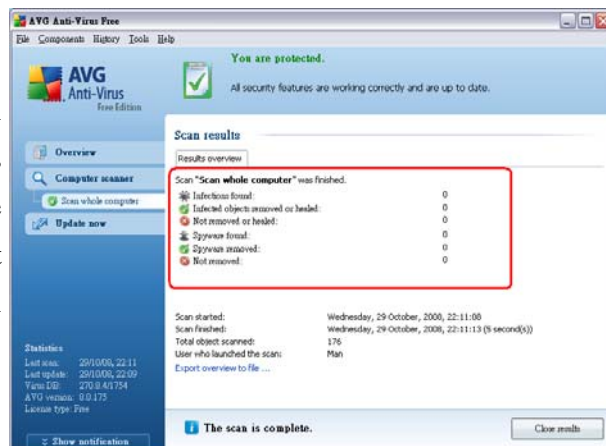 AVG Anti-Virus Free
File Components History Tools Help
AVG
Anti-Virus
Free Edition
You are protected.
All security features are working correctly and are up to date.
Overview
Computer scanner
Scan whole computer
Update now
Scan results
Results overview
Scan "Scan whole computer" was finished.
Infections found: 0
Infected objects removed or healed: 0
Not removed or healed: 0
Spyware found: 0
Spyware removed: 0
Not removed: 0
Scan started: Wednesday, 29 October, 2008, 22:11:08
Scan finished: Wednesday, 29 October, 2008, 22:11:13 (5 second(s))
Total object scanned: 176
User who launched the scan: Man
Export overview to file ...
Statistics
Last scan: 29/10/08, 22:11
Last update: 29/10/08, 22:09
Virus DB: 270.8.4/1754
AVG version: 8.0.175
License type: Free
Show notification
The scan is complete.
Close results